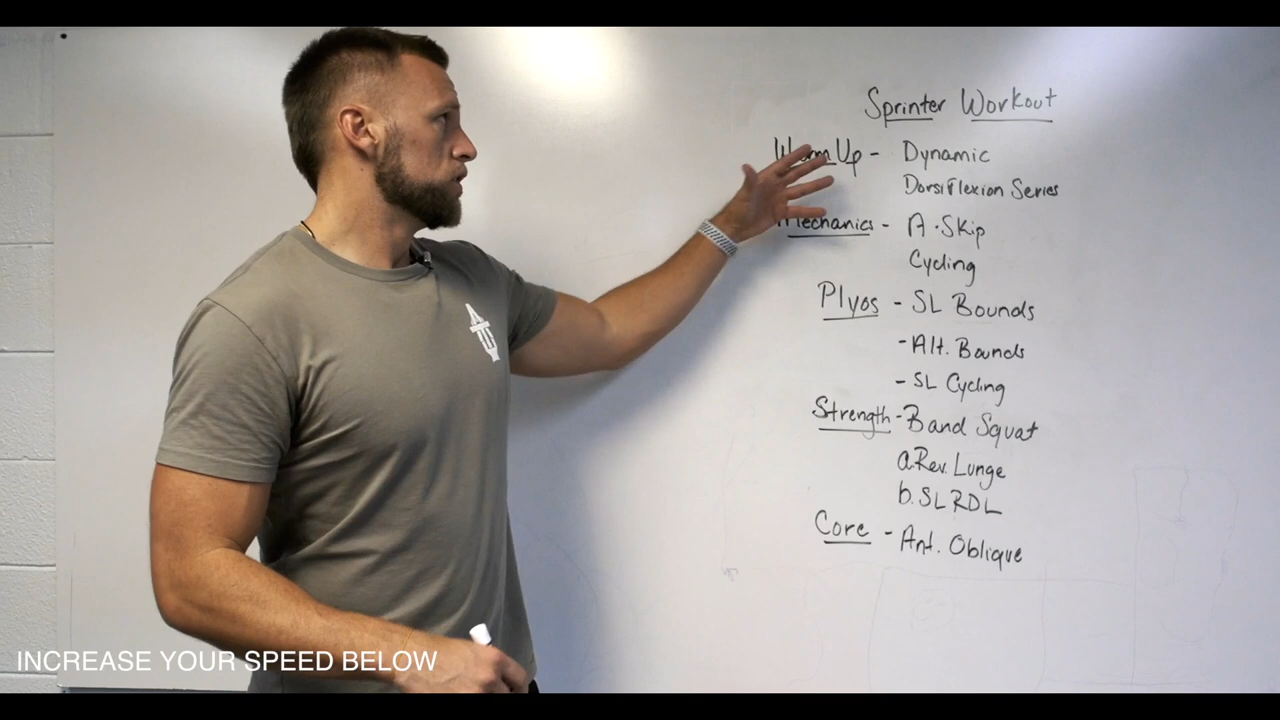 Sprinter Workout
Warm Up - Dynamic
Dorsiflexion Series
Mechanics - A-Skip
Cycling
Plyos - SL Bounds
- Alt. Bounds
- SL Cycling
Strength - Band Squat
a. Rev. Lunge
b. SL RDL
Core - Ant. Oblique
INCREASE YOUR SPEED BELOW